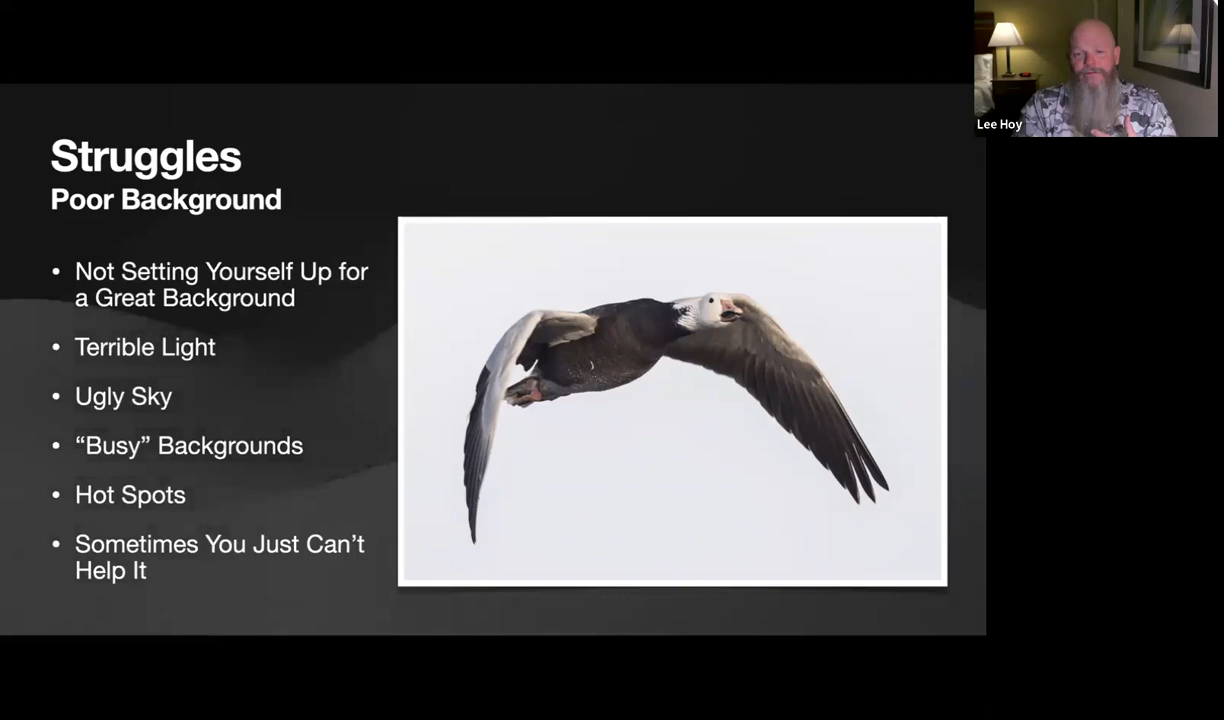 Struggles
Poor Background
• Not Setting Yourself Up for
a Great Background
• Terrible Light
• Ugly Sky
• “Busy” Backgrounds
• Hot Spots
• Sometimes You Just Can’t
Help It
Lee Hoy